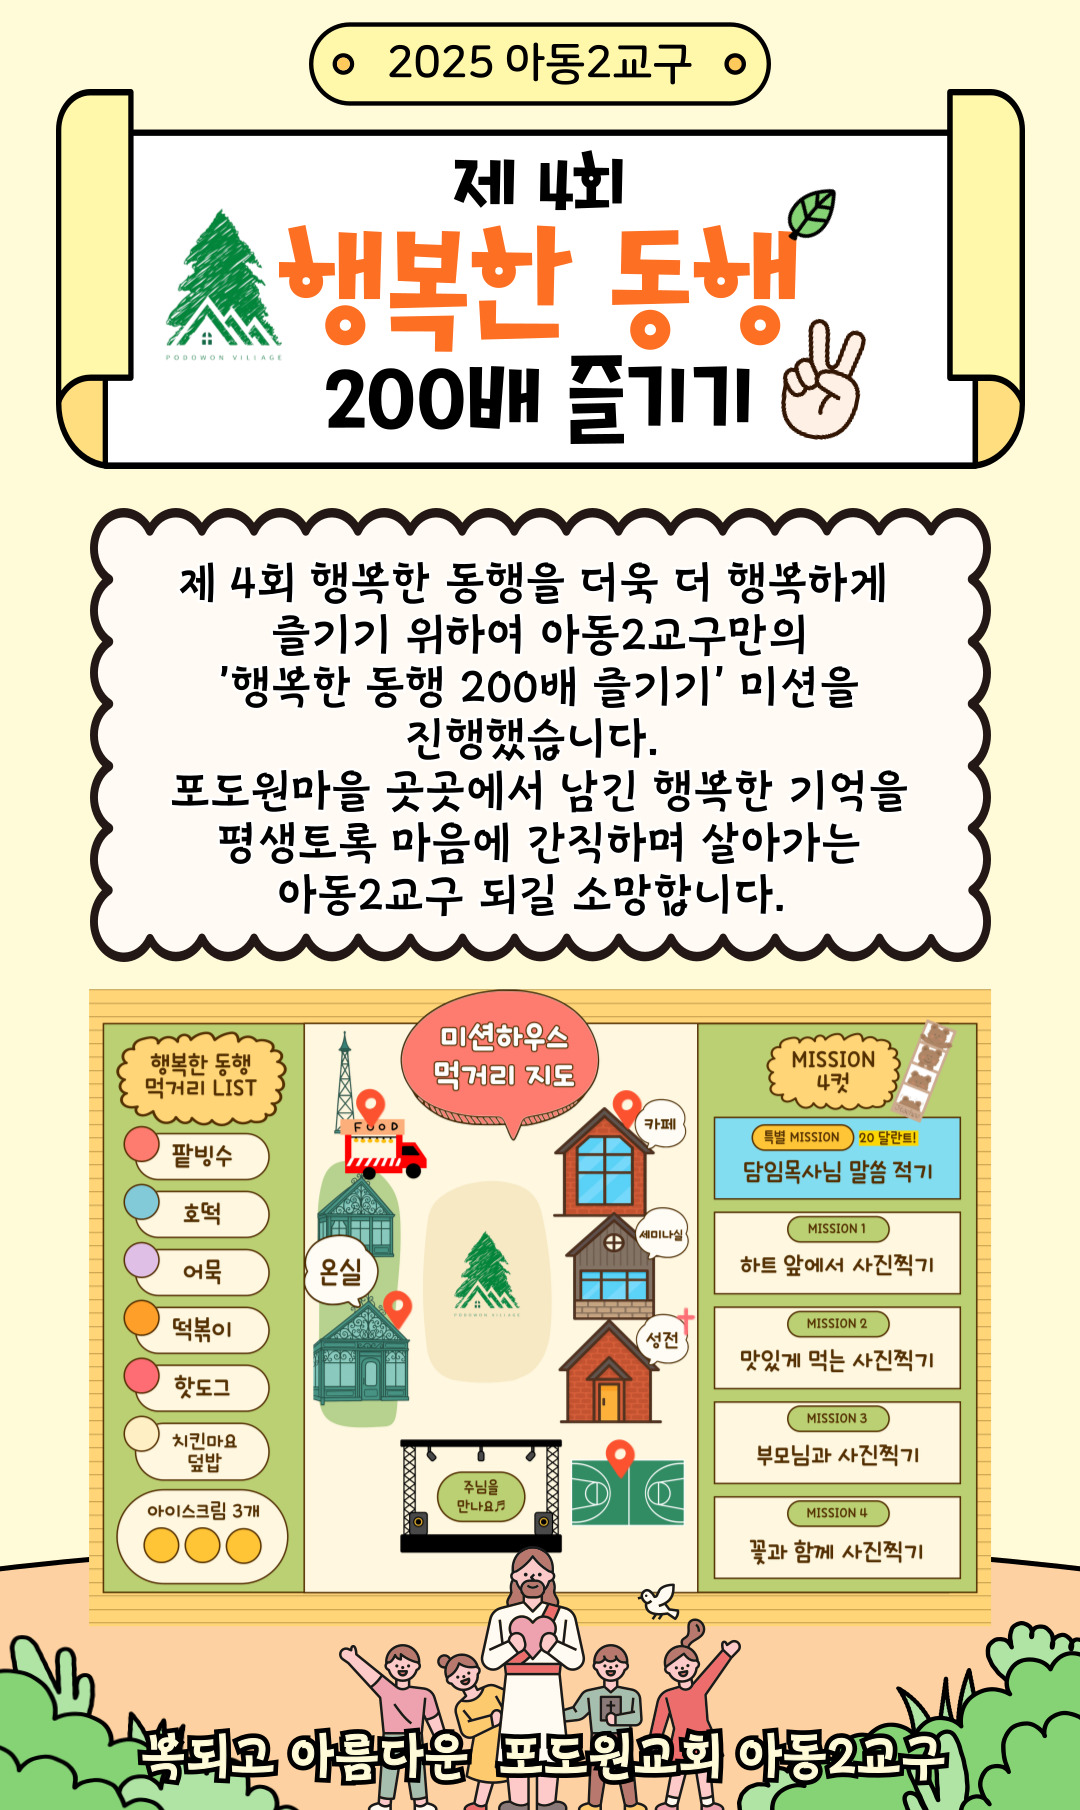 2025 아동2교구
제 4회
행복한 동행
PODOWON VILLAGE
200배 즐기기
제 4회 행복한 동행을 더욱 더 행복하게
즐기기 위하여 아동2교구만의
'행복한 동행 200배 즐기기' 미션을
진행했습니다.
포도원마을 곳곳에서 남긴 행복한 기억을
평생토록 마음에 간직하며 살아가는
아동2교구 되길 소망합니다.
행복한 동행
먹거리 LIST
팥빙수
호떡
어묵
떡볶이
핫도그
치킨마요
덮밥
아이스크림 3개
미션하우스
먹거리 지도
FOOD
온실
카페
세미나실
성전
PODOWON VILLAGE
주님을
만나요♬
MISSION
4컷
특별 MISSION 20 달란트!
담임목사님 말씀 적기
MISSION 1
하트 앞에서 사진찍기
MISSION 2
맛있게 먹는 사진찍기
MISSION 3
부모님과 사진찍기
MISSION 4
꽃과 함께 사진찍기
복되고 아름다운 포도원교회 아동2교구